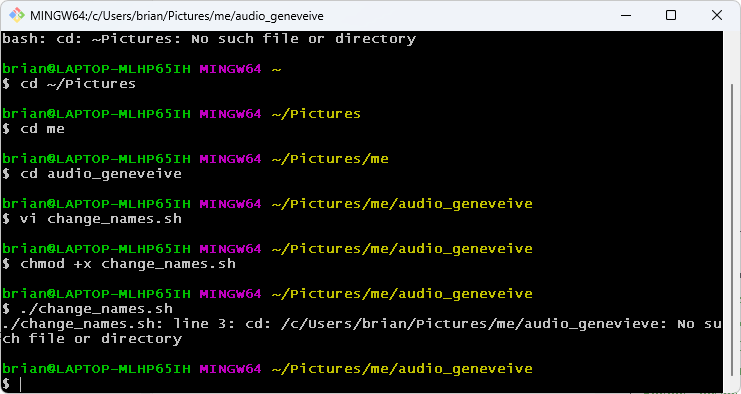 MINGW64:/c/Users/brian/Pictures/me/audio_geneveive
bash: cd: ~Pictures: No such file or directory
brian@LAPTOP-MLHP65IH MINGW64 ~
$ cd ~/Pictures
brian@LAPTOP-MLHP65IH MINGW64 ~/Pictures
$ cd me
brian@LAPTOP-MLHP65IH MINGW64 ~/Pictures/me
$ cd audio_geneveive
brian@LAPTOP-MLHP65IH MINGW64 ~/Pictures/me/audio_geneveive
$ vi change_names.sh
brian@LAPTOP-MLHP65IH MINGW64 ~/Pictures/me/audio_geneveive
$ chmod +x change_names.sh
brian@LAPTOP-MLHP65IH MINGW64 ~/Pictures/me/audio_geneveive
$ ./change_names.sh
./change_names.sh: line 3: cd: /c/Users/brian/Pictures/me/audio_genevieve: No su
ch file or directory
brian@LAPTOP-MLHP65IH MINGW64 ~/Pictures/me/audio_geneveive
$